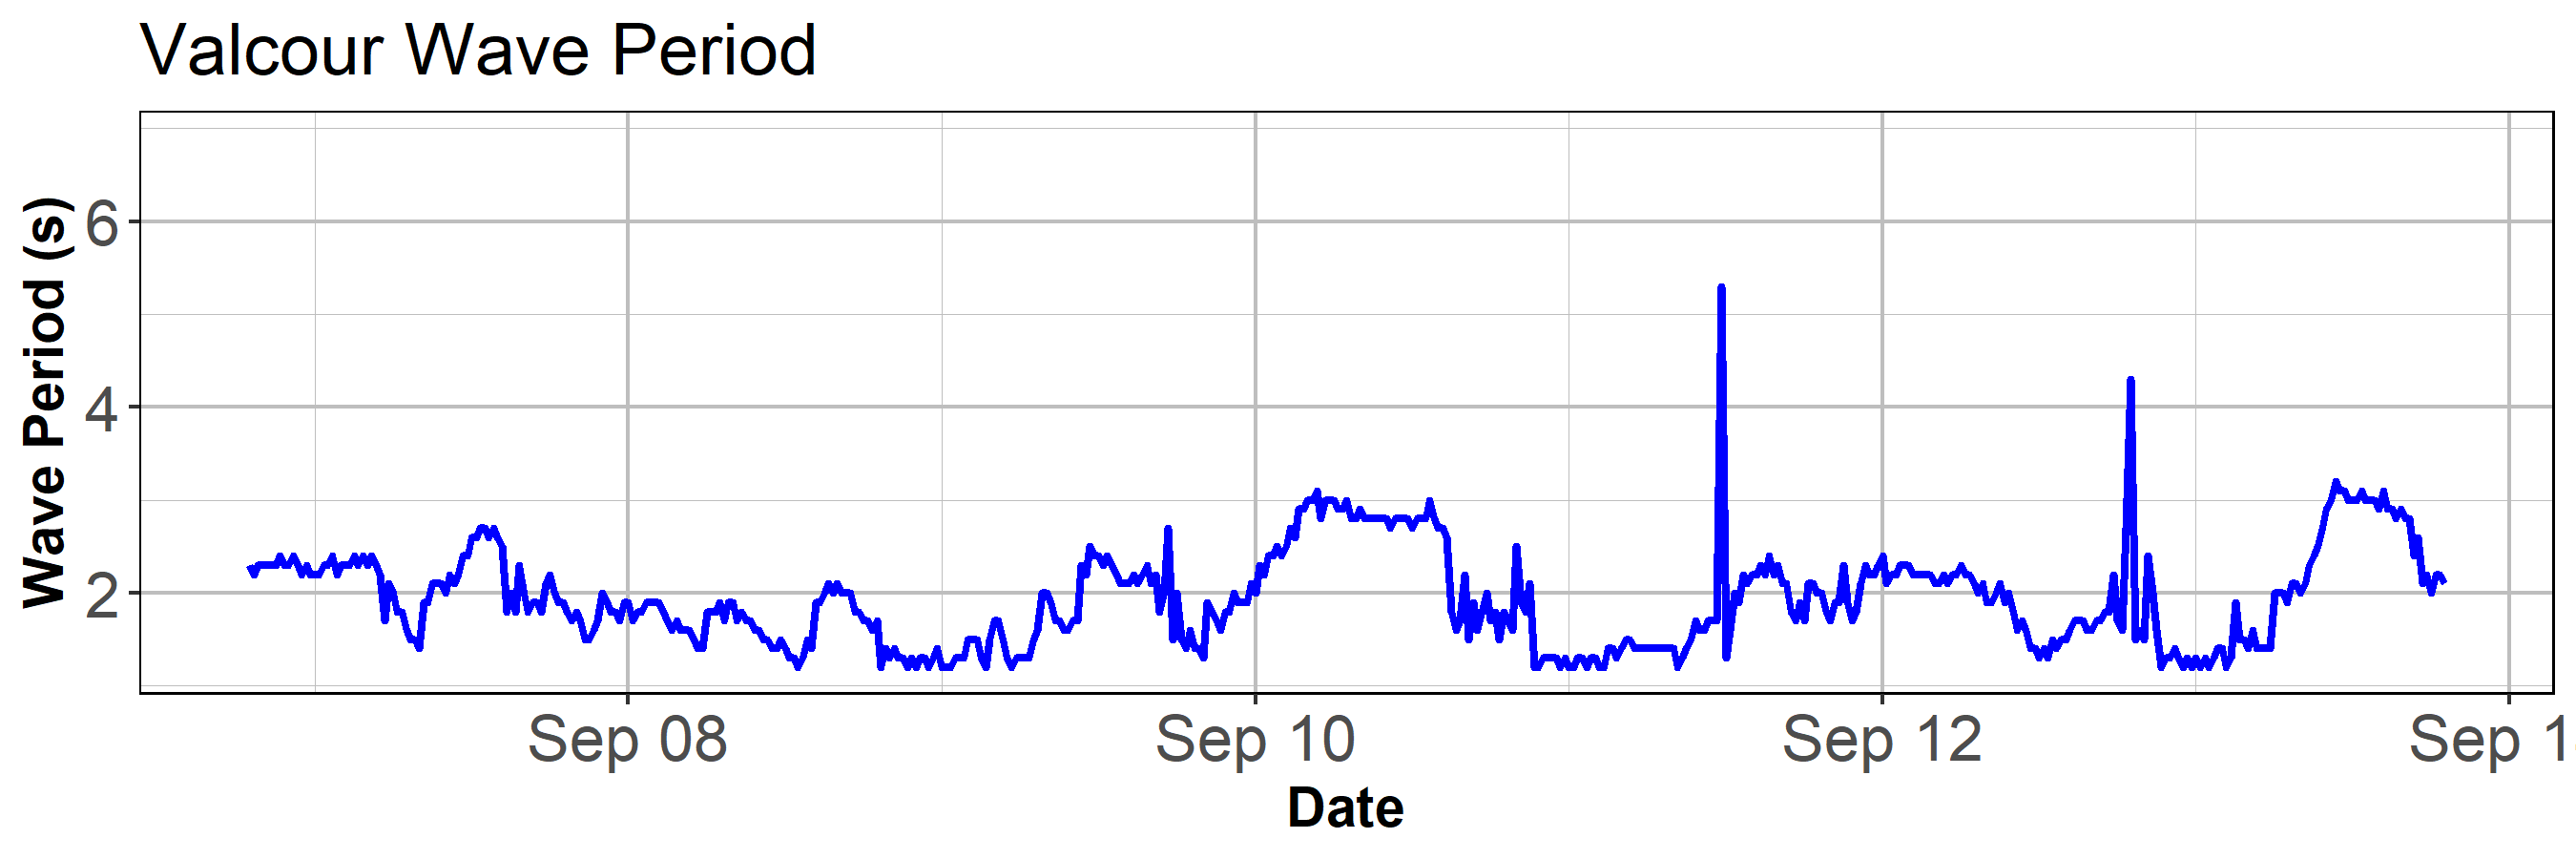 Valcour Wave Period
Wave Period (s)
6
4
2
Sep 08 Sep 10 Sep 12 Sep 1
Date